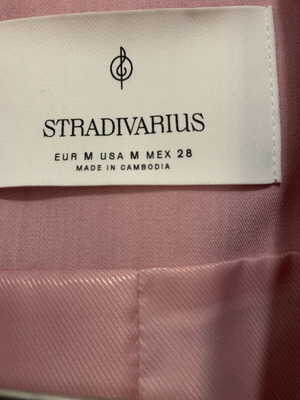 STRADIVARIUS
EUR M USA M MEX 28
MADE IN CAMBODIA